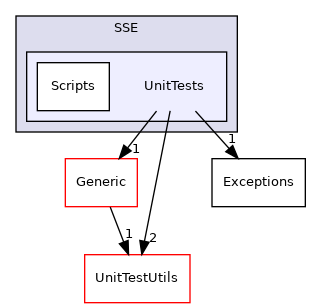 SSE
Scripts
UnitTests
1
1
Generic
Exceptions
1
2
UnitTestUtils